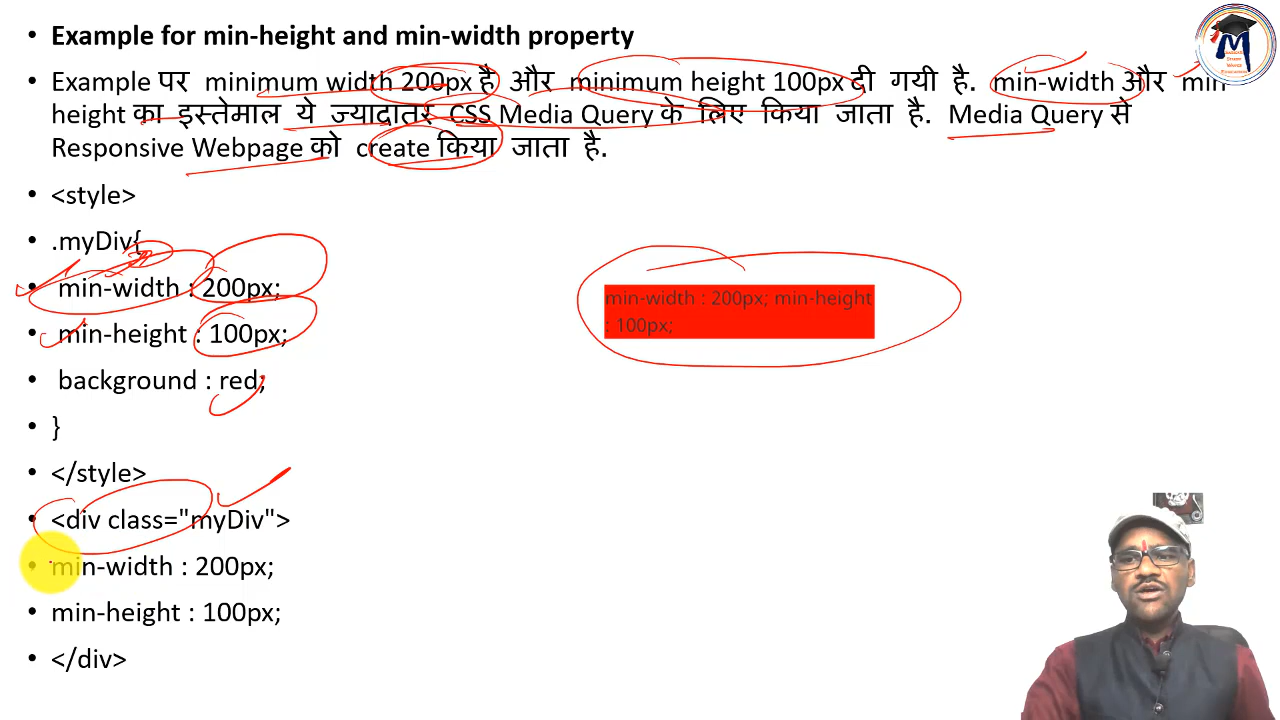 Example for min-height and min-width property
Example पर minimum width 200px है और minimum height 100px दी गयी है. min-width और min
height का इस्तेमाल ये ज्यादातर CSS Media Query के लिए किया जाता है. Media Query से
Responsive Webpage को create किया जाता है.
<style>
.myDiv{
min-width : 200px;
min-height : 100px;
background : red;
}
</style>
<div class="myDiv">
min-width : 200px;
min-height : 100px;
</div>
min-width : 200px; min-height
: 100px;